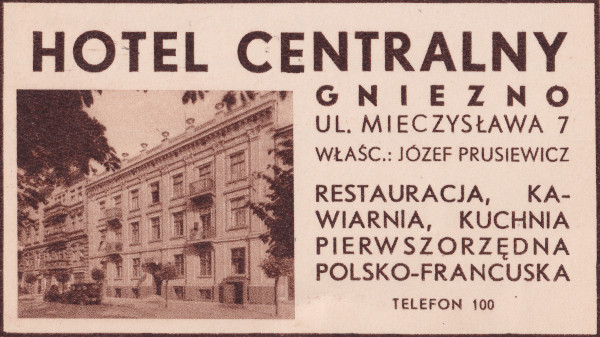 HOTEL CENTRALNY
GNIEZNO
UL. MIECZYSŁAWA 7
WŁAŚC.: JÓZEF PRUSIEWICZ
RESTAURACJA, KA-
WIARNIA, KUCHNIA
PIERWSZORZĘDNA
POLSKO-FRANCUSKA
TELEFON 100